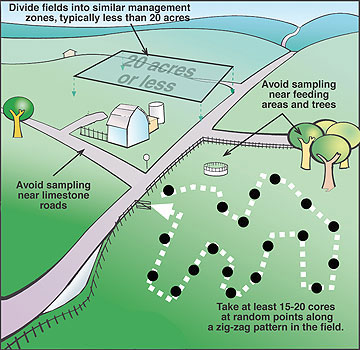 Divide fields into similar management
zones, typically less than 20 acres
20 acres
or less
Avoid sampling
near feeding
areas and trees
Avoid sampling
near limestone
roads
Take at least 15-20 cores
at random points along
a zig-zag pattern in the field.